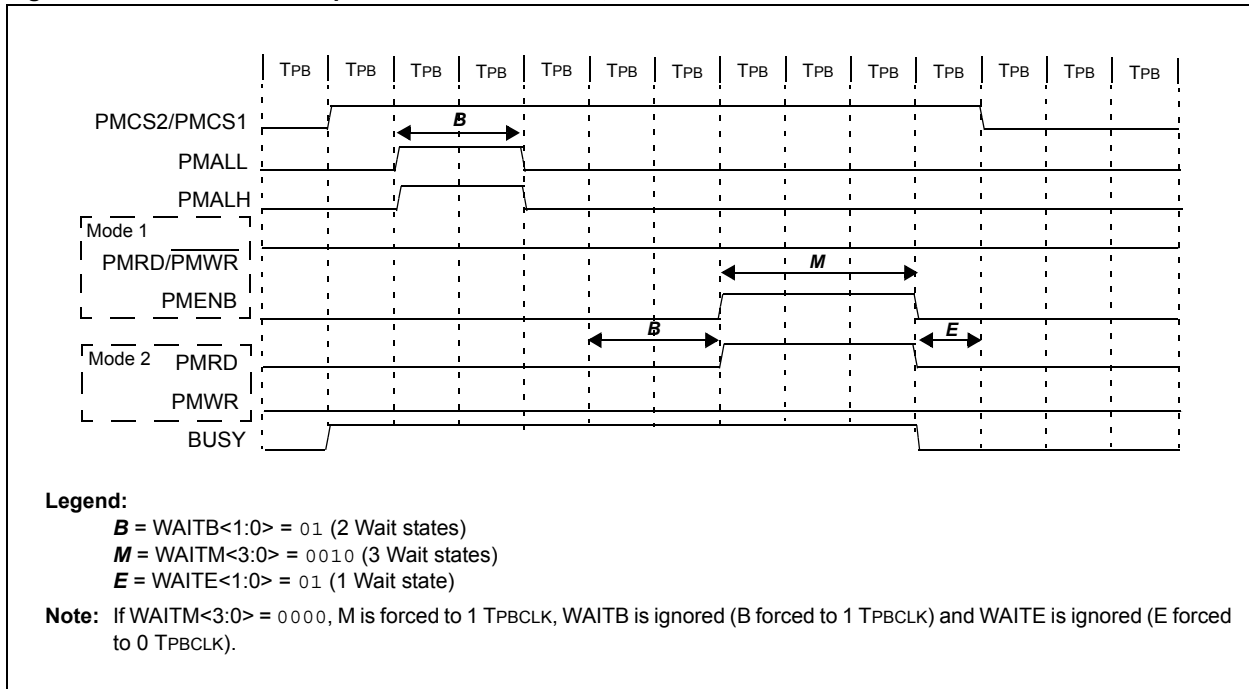 TPB TPB TPB TPB TPB TPB TPB TPB TPB TPB TPB TPB TPB TPB
PMCS2/PMCS1
B
PMALL
PMALH
Mode 1
PMRD/PMWR
M
PMENB
B
E
Mode 2 PMRD
PMWR
BUSY
Legend:
B = WAITB<1:0> = 01 (2 Wait states)
M = WAITM<3:0> = 0010 (3 Wait states)
E = WAITE<1:0> = 01 (1 Wait state)
Note: If WAITM<3:0> = 0000, M is forced to 1 TPBCLK, WAITB is ignored (B forced to 1 TPBCLK) and WAITE is ignored (E forced
to 0 TPBCLK).